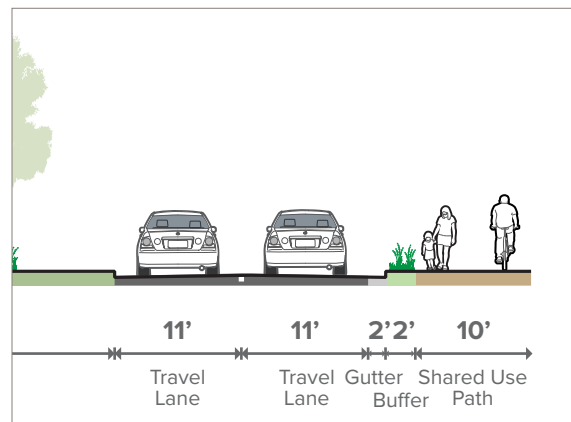 11’ 11’ 2’ 2’ 10’
Travel Lane
Travel Lane
Gutter
Buffer
Shared Use Path